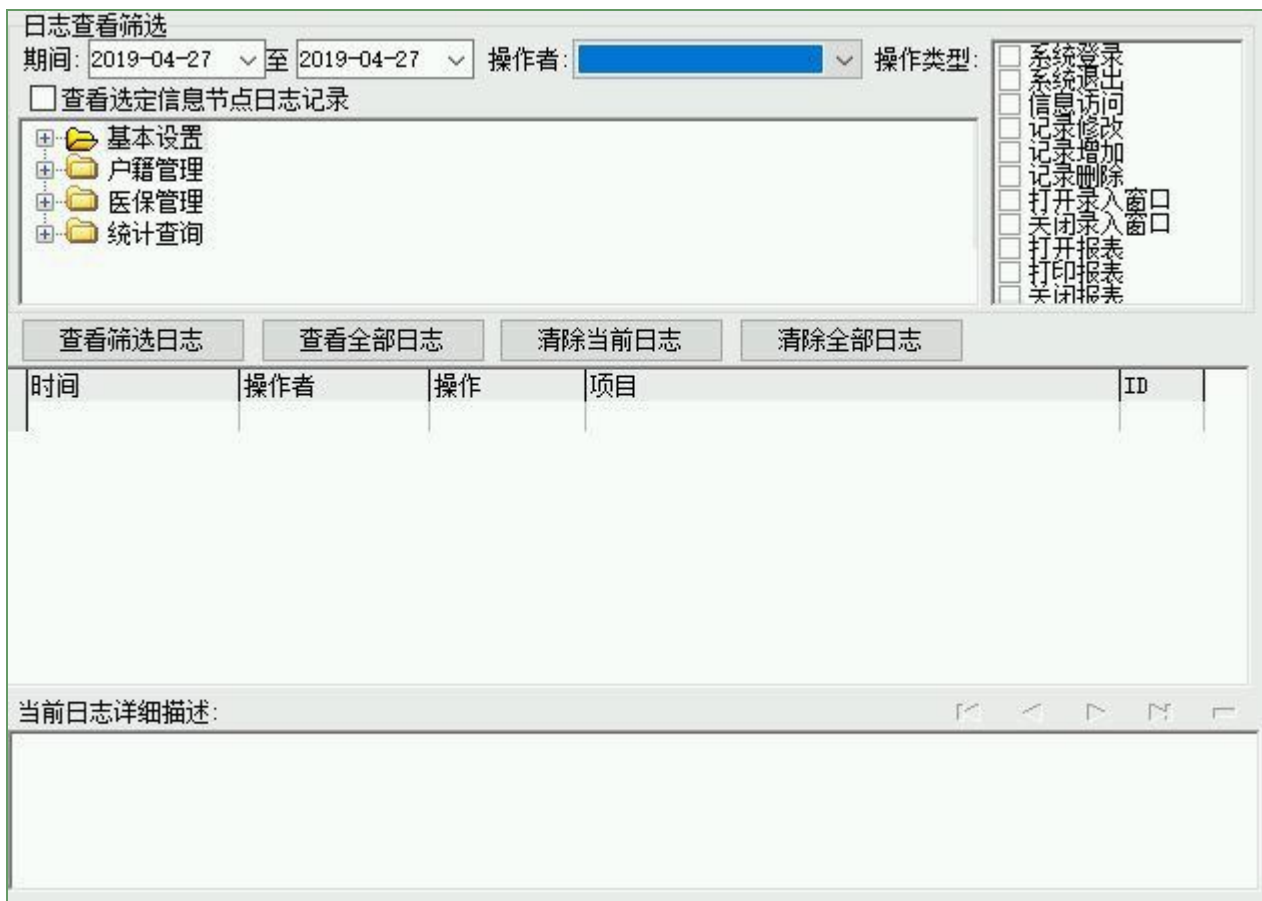 日志查看筛选
期间: 2019-04-27 至 2019-04-27 操作者: 操作类型:
系统登录
系统退出
信息访问
记录修改
记录增加
记录删除
打开录入窗口
关闭录入窗口
打开报表
打印报表
关闭报表
查看选定信息节点日志记录
基本设置
户籍管理
医保管理
统计查询
查看筛选日志 查看全部日志 清除当前日志 清除全部日志
时间 操作者 操作 项目 ID
当前日志详细描述: